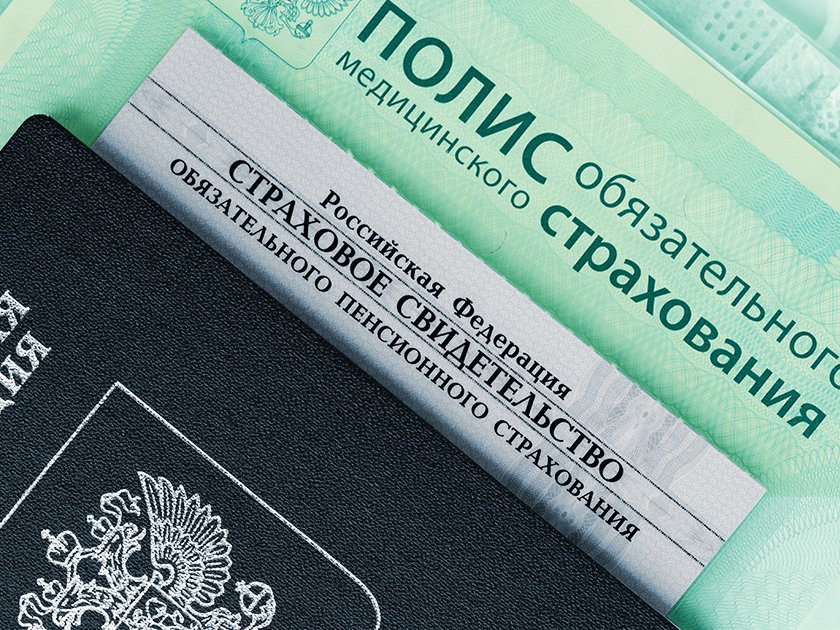 ПОЛИС обязательного
медицинского страхования
Российская Федерация
СТРАХОВОЕ СВИДЕТЕЛЬСТВО
ОБЯЗАТЕЛЬНОГО ПЕНСИОННОГО СТРАХОВАНИЯ